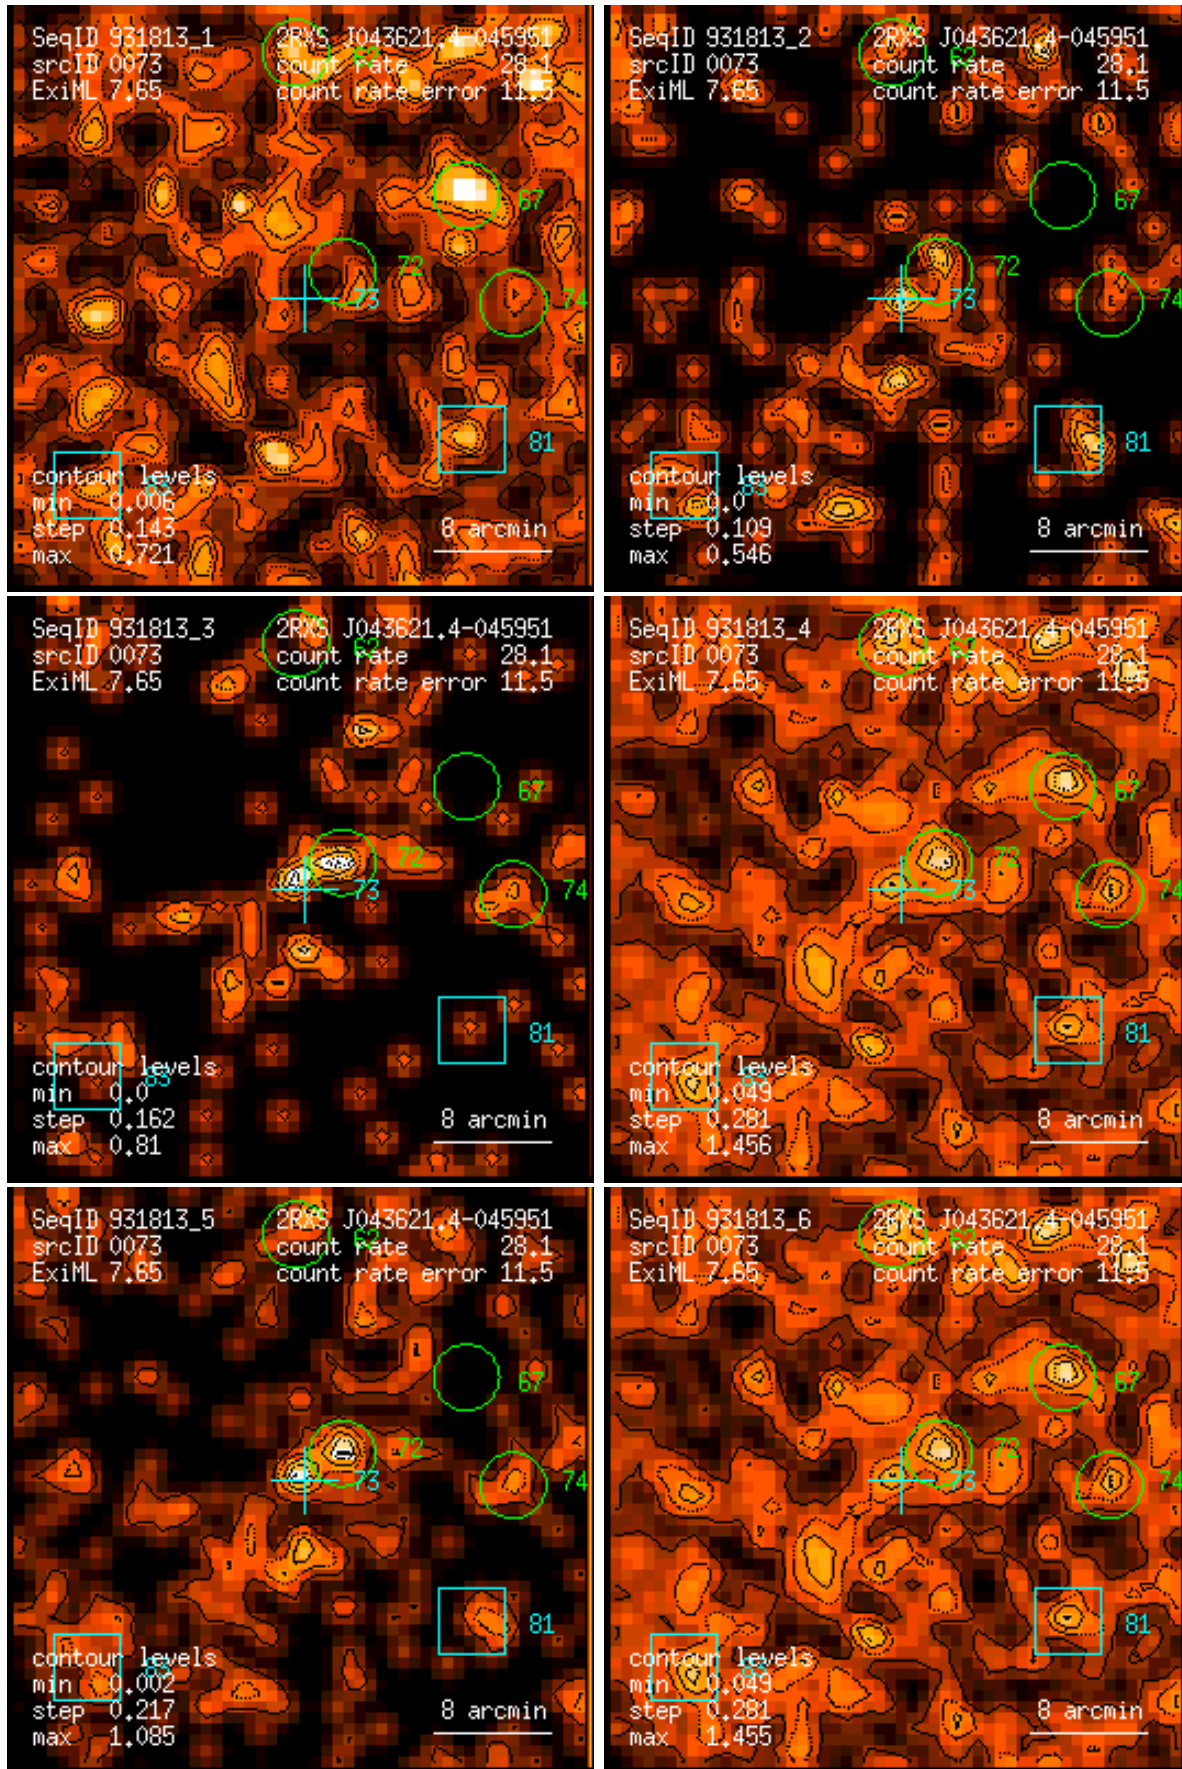 SeqID 931813_1 2RXS J043621.4-045951
srcID 0073 count rate 62 28.1
ExiML 7.65 count rate error 11.5
67
72
73
74
81
contour levels
83
min 0.006
step 0.143 8 arcmin
max 0.721
SeqID 931813_2 2RXS J043621.4-045951
srcID 0073 count rate 62 28.1
ExiML 7.65 count rate error 11.5
67
72
73
74
81
contour levels
83
min 0.0
step 0.109 8 arcmin
max 0.546
SeqID 931813_3 2RXS J043621.4-045951
srcID 0073 count rate 62 28.1
ExiML 7.65 count rate error 11.5
67
72
73
74
81
contour levels
83
min 0.0
step 0.162 8 arcmin
max 0.81
SeqID 931813_4 2RXS J043621.4-045951
srcID 0073 count rate 62 28.1
ExiML 7.65 count rate error 11.5
67
72
73
74
81
contour levels
83
min 0.049
step 0.281 8 arcmin
max 1.456
SeqID 931813_5 2RXS J043621.4-045951
srcID 0073 count rate 62 28.1
ExiML 7.65 count rate error 11.5
67
72
73
74
81
contour levels
83
min 0.002
step 0.217 8 arcmin
max 1.085
SeqID 931813_6 2RXS J043621.4-045951
srcID 0073 count rate 62 28.1
ExiML 7.65 count rate error 11.5
67
72
73
74
81
contour levels
83
min 0.049
step 0.281 8 arcmin
max 1.455